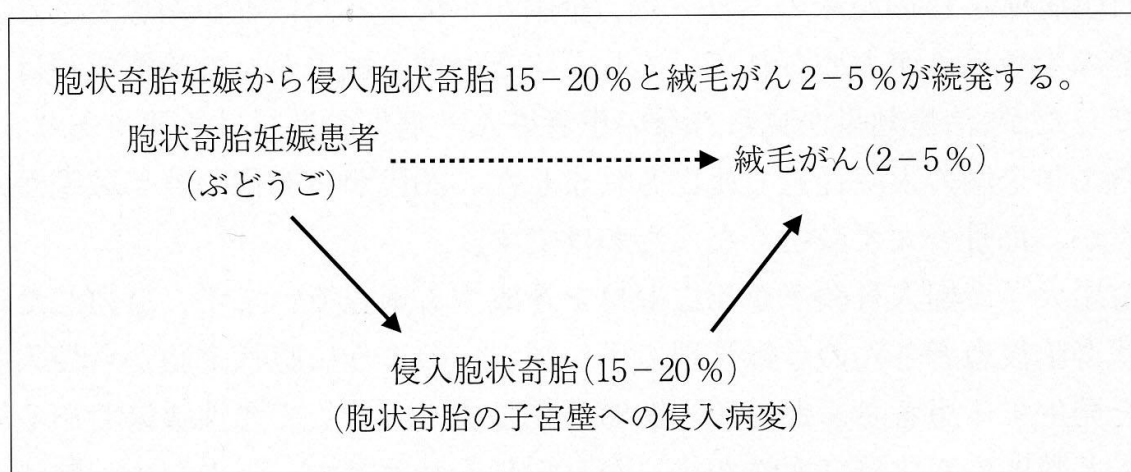 胞状奇胎妊娠から侵入胞状奇胎15−20％と絨毛がん2−5％が続発する。
胞状奇胎妊娠患者
(ぶどうご)
絨毛がん(2−5％)
侵入胞状奇胎(15−20％)
(胞状奇胎の子宮壁への侵入病変)